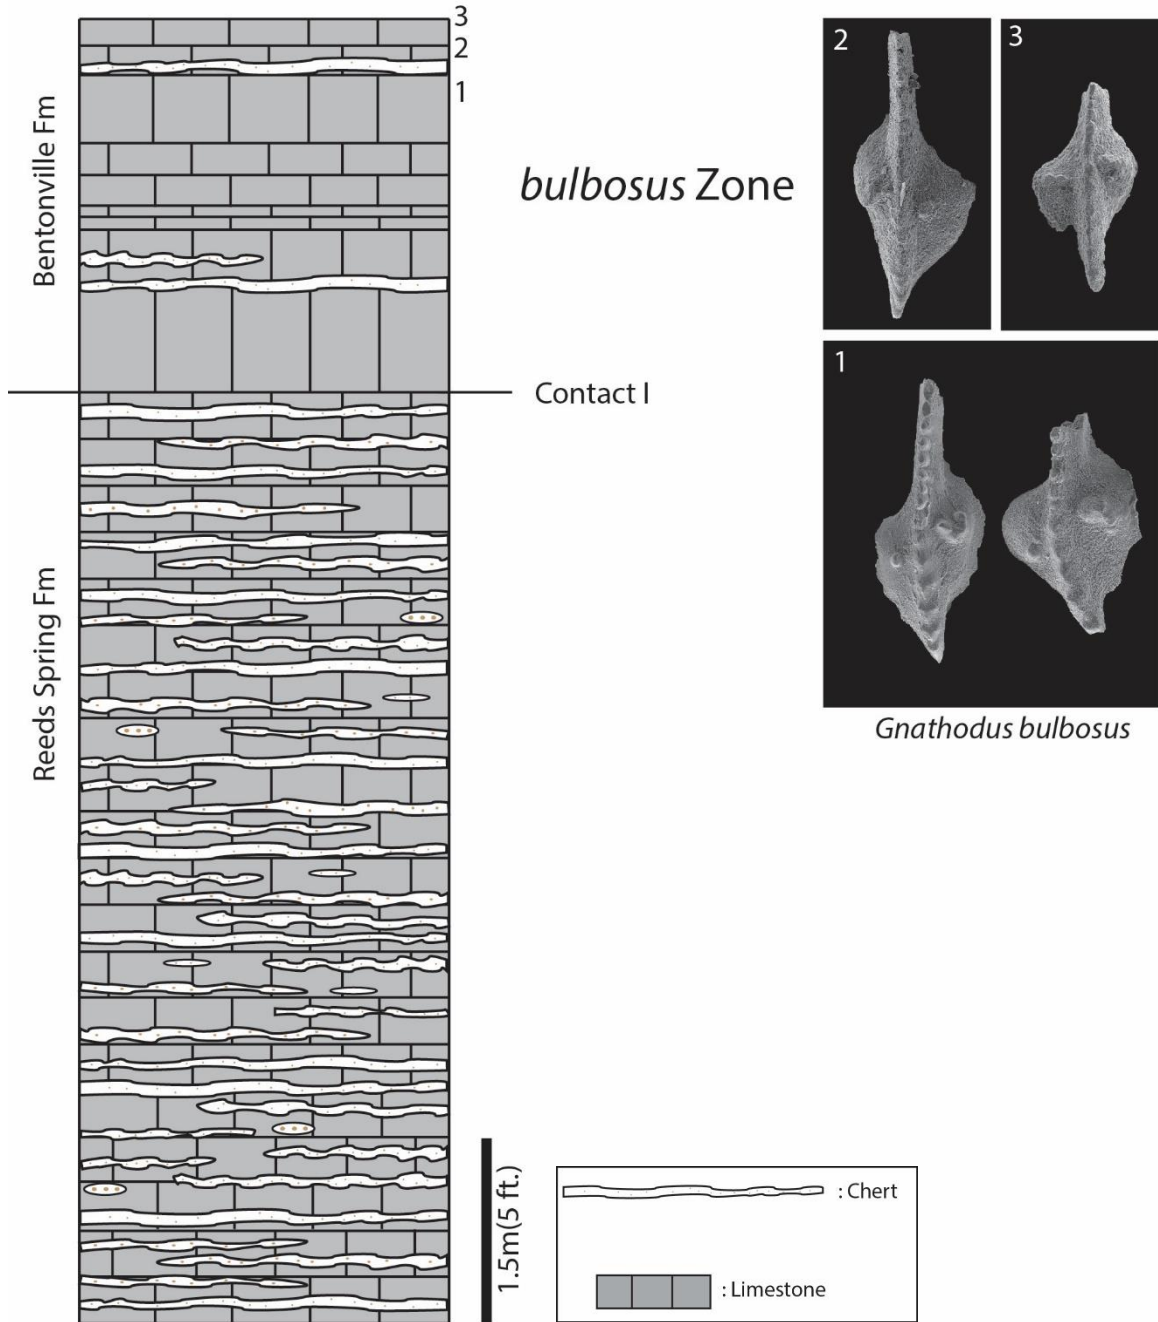 3
2
1
Bentonville Fm
bulbosus Zone
2
3
Contact I
1
Gnathodus bulbosus
Reeds Spring Fm
1.5m(5 ft.)
: Chert
: Limestone